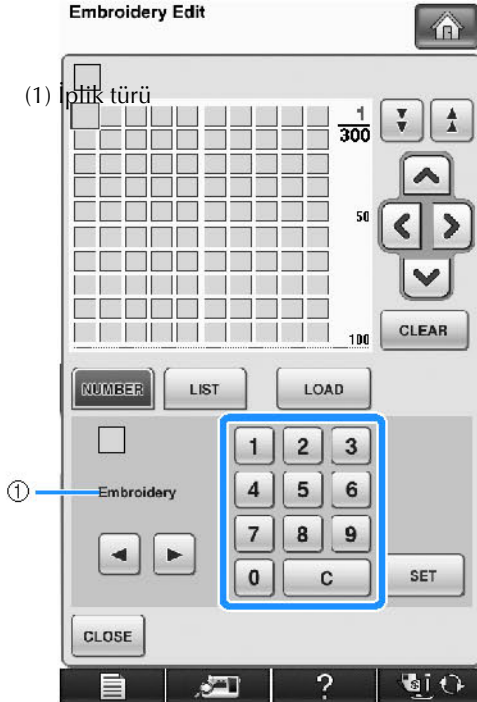 Embroidery Edit
(1) İplik türü
1
300
50
100
CLEAR
NUMBER LIST LOAD
1 2 3
① Embroidery 4 5 6
7 8 9
0 C SET
CLOSE
?